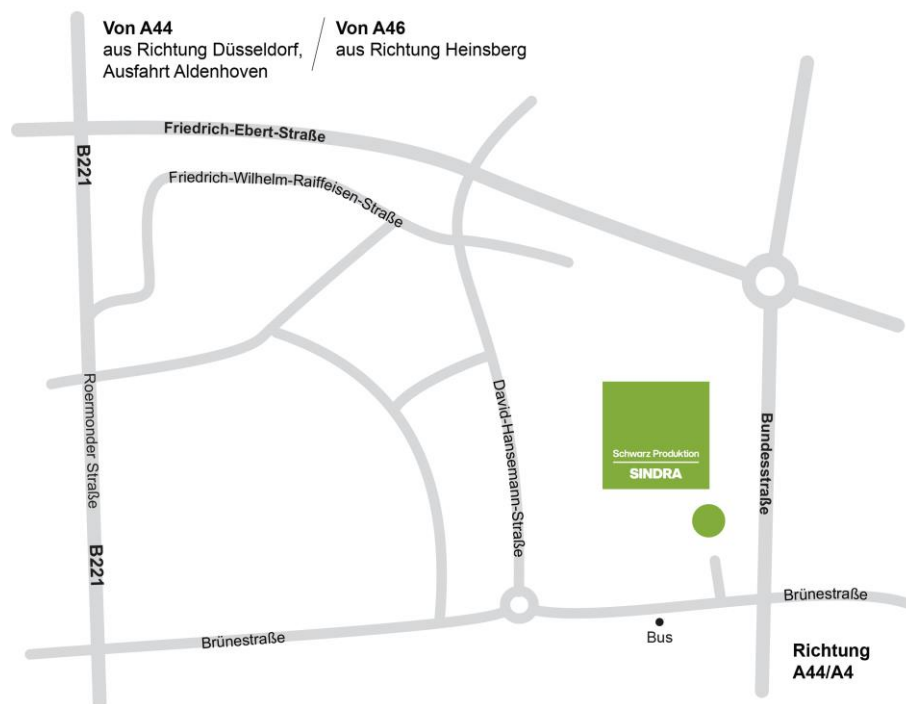 Von A44
aus Richtung Düsseldorf,
Ausfahrt Aldenhoven
Von A46
aus Richtung Heinsberg
Friedrich-Ebert-Straße
B221
Friedrich-Wilhelm-Raiffeisen-Straße
Roermonder Straße
David-Hansemann-Straße
Schwarz Produktion
SINDRA
Bundesstraße
B221
Brünestraße
Brünestraße
Bus
Richtung
A44/A4